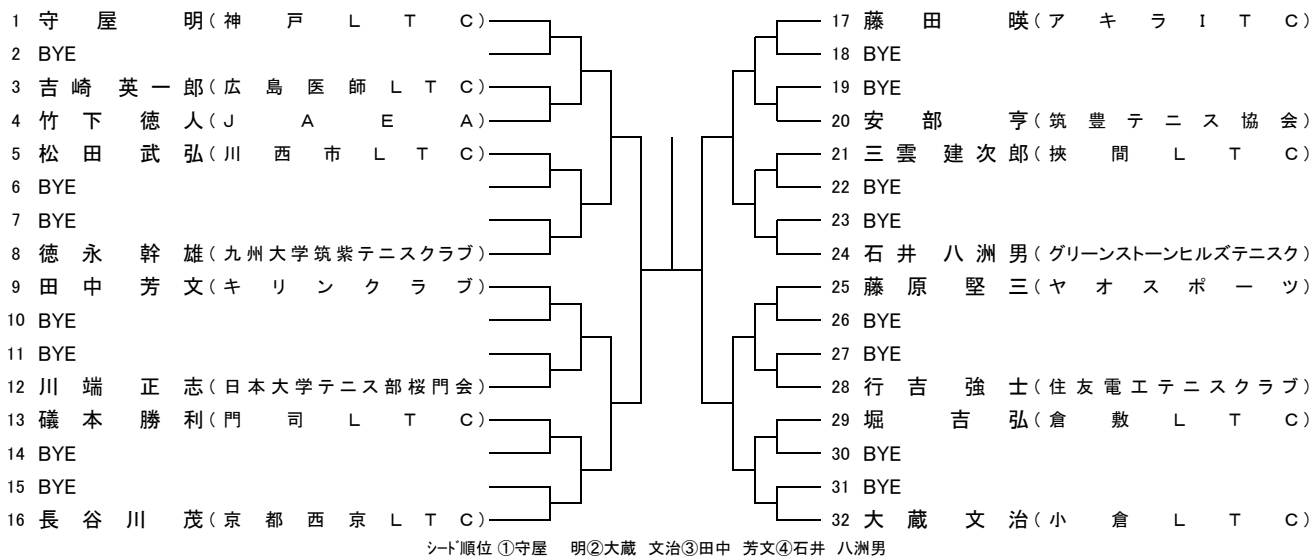 1 守屋 明(神戸LTC)
2 BYE
3 吉崎 英一郎(広島医師LTC)
4 竹下 徳人(JAEA)
5 松田 武弘(川西市LTC)
6 BYE
7 BYE
8 徳永 幹雄(九州大学筑紫テニスクラブ)
9 田中 芳文(キリンクラブ)
10 BYE
11 BYE
12 川端 正志(日本大学テニス部桜門会)
13 礒本 勝利(門司LTC)
14 BYE
15 BYE
16 長谷川 茂(京都西京LTC)
17 藤田 暎(アキラITC)
18 BYE
19 BYE
20 安部 亨(筑豊テニス協会)
21 三雲 建次郎(挾間LTC)
22 BYE
23 BYE
24 石井 八洲男(グリーンストーンヒルズテニスク)
25 藤原 堅三(ヤオスポーツ)
26 BYE
27 BYE
28 行吉 強士(住友電工テニスクラブ)
29 堀 吉弘(倉敷LTC)
30 BYE
31 BYE
32 大蔵 文治(小倉LTC)
シード順位 ①守屋 明②大蔵 文治③田中 芳文④石井 八洲男